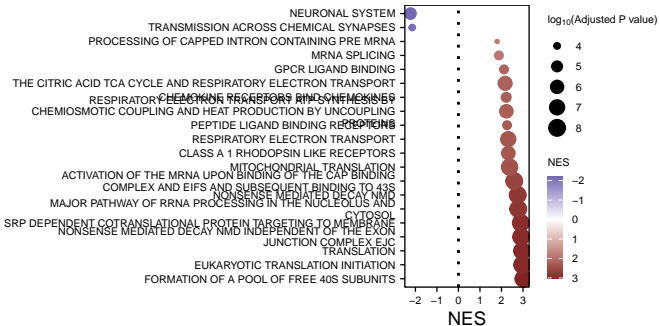 NEURONAL SYSTEM
TRANSMISSION ACROSS CHEMICAL SYNAPSES
PROCESSING OF CAPPED INTRON CONTAINING PRE MRNA
MRNA SPLICING
GPCR LIGAND BINDING
THE CITRIC ACID TCA CYCLE AND RESPIRATORY ELECTRON TRANSPORT
CHEMOKINE RECEPTORS BIND CHEMOKINES
RESPIRATORY ELECTRON TRANSPORT ATP SYNTHESIS BY
CHEMIOSMOTIC COUPLING AND HEAT PRODUCTION BY UNCOUPLING
PROTEINS
PEPTIDE LIGAND BINDING RECEPTORS
RESPIRATORY ELECTRON TRANSPORT
CLASS A 1 RHODOPSIN LIKE RECEPTORS
MITOCHONDRIAL TRANSLATION
ACTIVATION OF THE MRNA UPON BINDING OF THE CAP BINDING
COMPLEX AND EIFS AND SUBSEQUENT BINDING TO 43S
NONSENSE MEDIATED DECAY NMD
MAJOR PATHWAY OF RRNA PROCESSING IN THE NUCLEOLUS AND
CYTOSOL
SRP DEPENDENT COTRANSLATIONAL PROTEIN TARGETING TO MEMBRANE
NONSENSE MEDIATED DECAY NMD INDEPENDENT OF THE EXON
JUNCTION COMPLEX EJC
TRANSLATION
EUKARYOTIC TRANSLATION INITIATION
FORMATION OF A POOL OF FREE 40S SUBUNITS
−2 −1 0 1 2 3
NES
log10(Adjusted P value)
4
5
6
7
8
NES
−2
−1
0
1
2
3